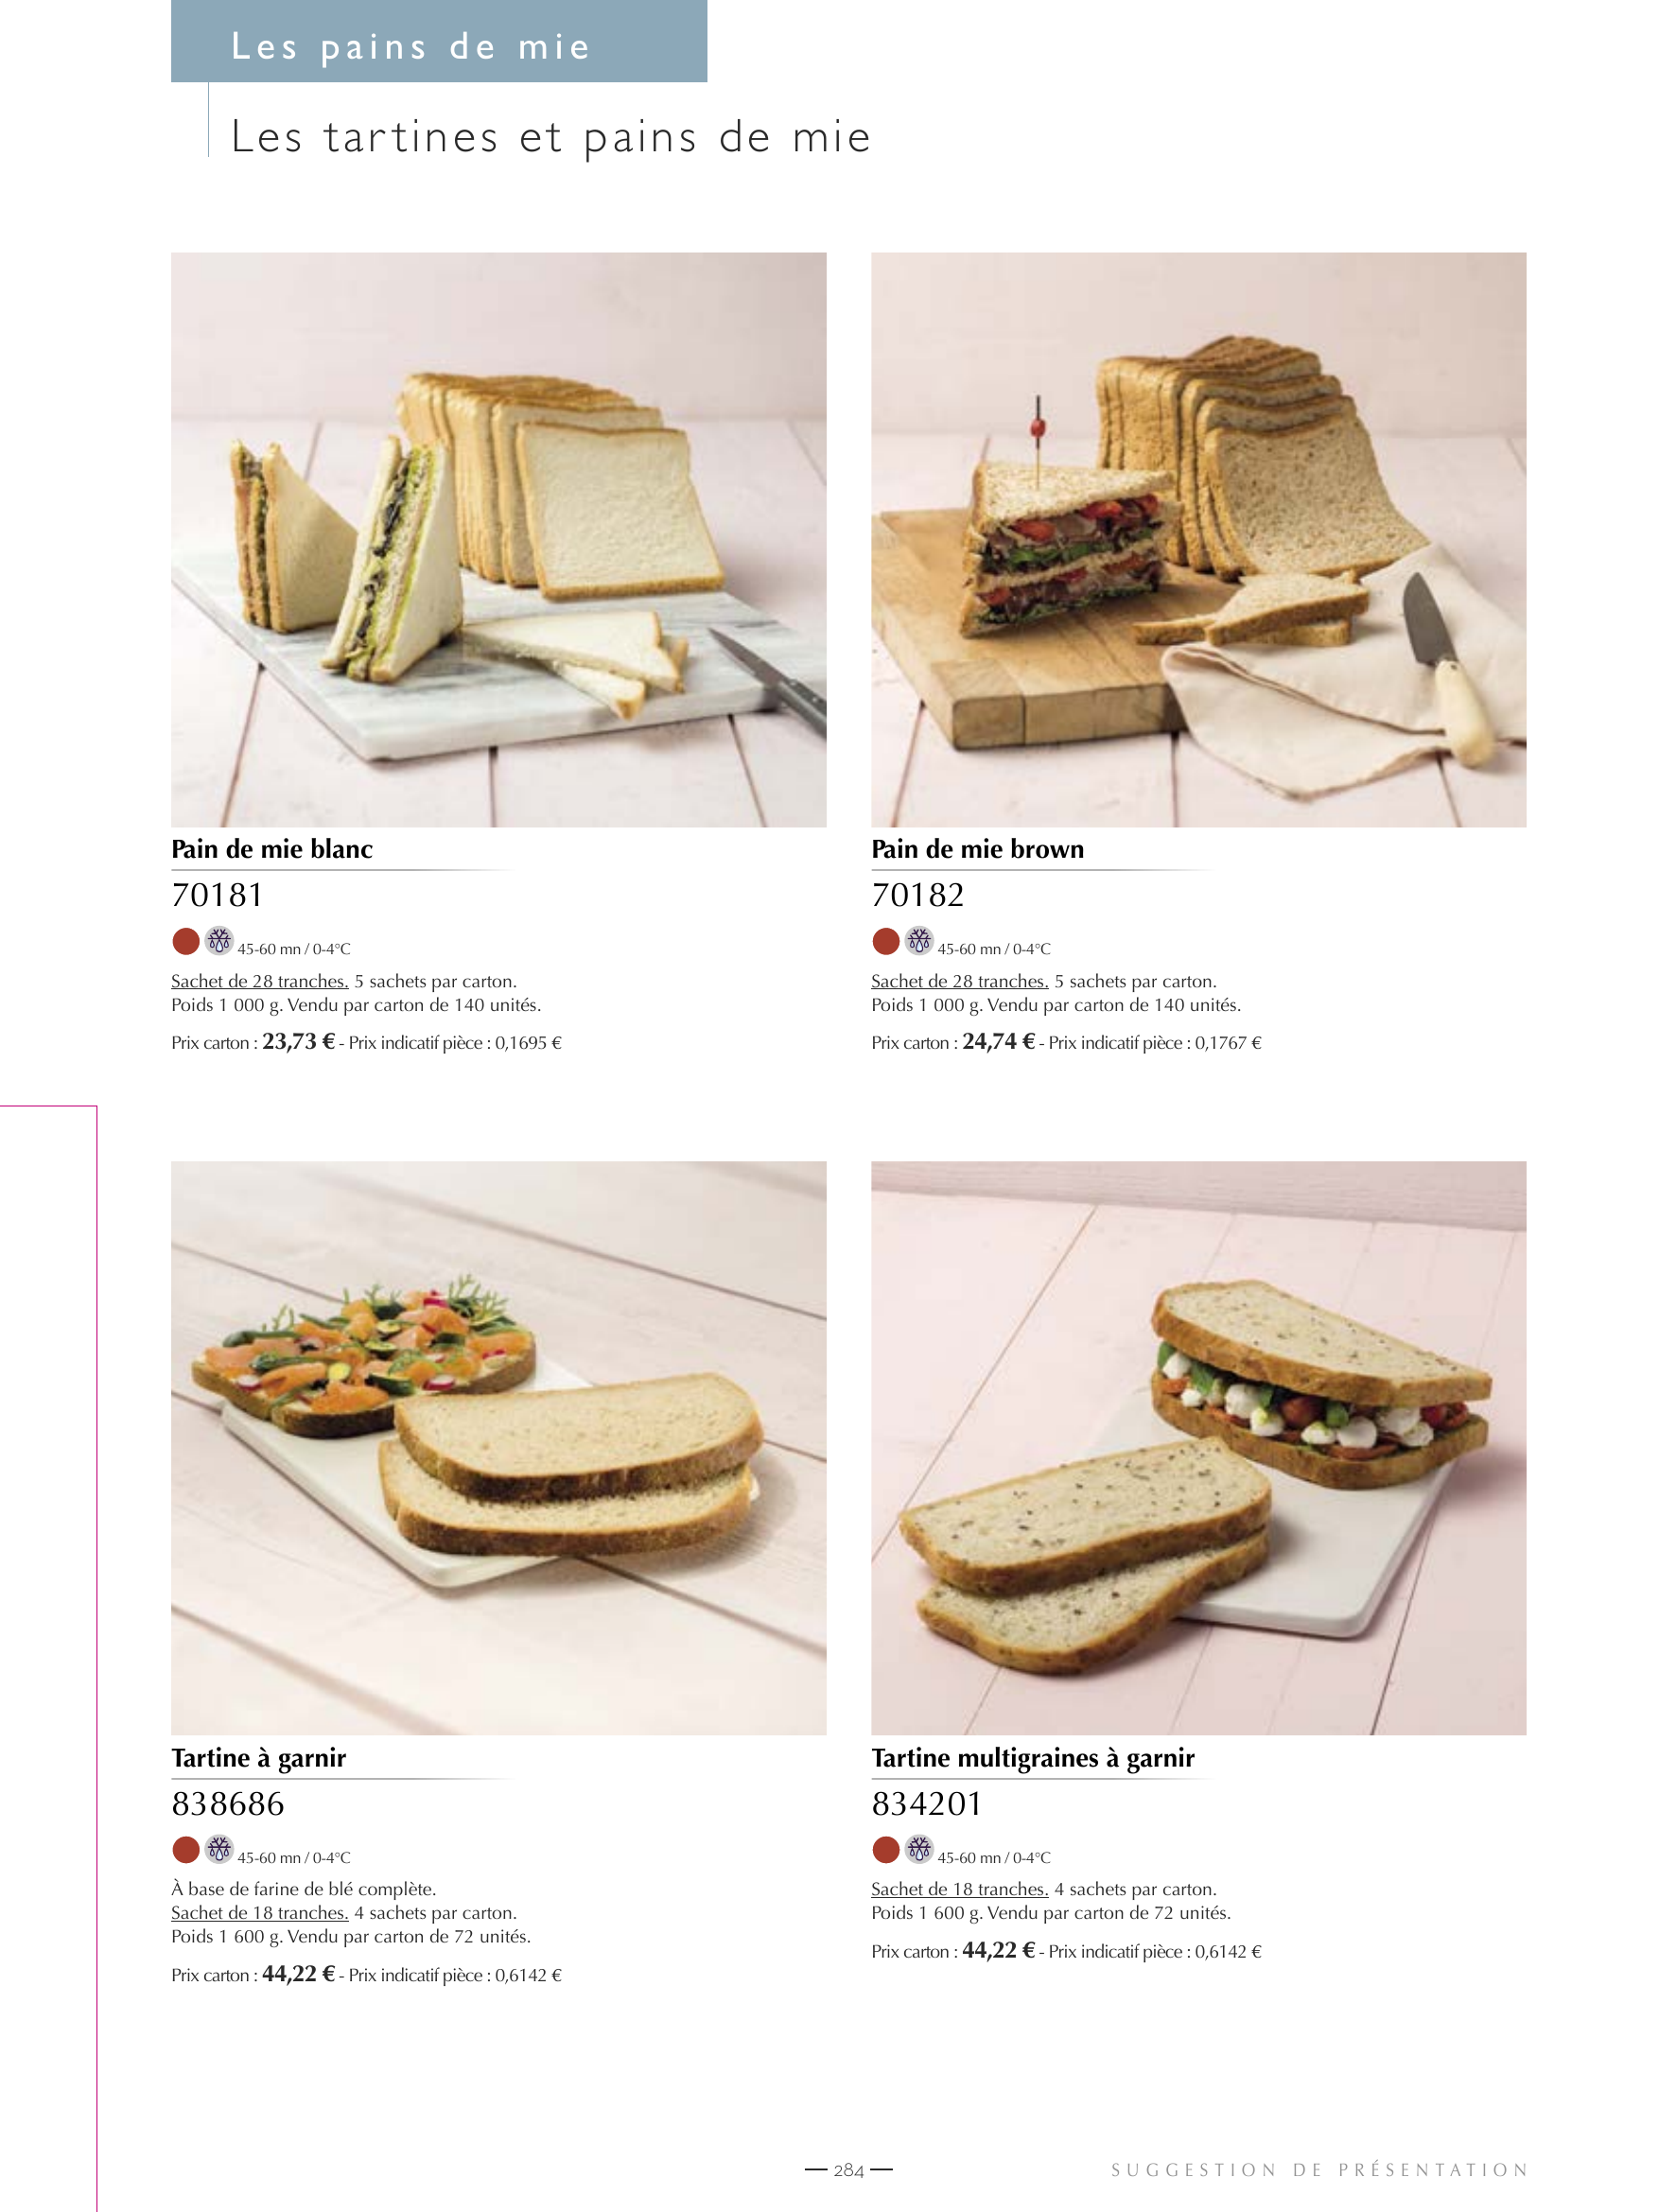 Les pains de mie
Les tartines et pains de mie
Pain de mie blanc
70181
45-60 mn / 0-4°C
Sachet de 28 tranches. 5 sachets par carton.
Poids 1 000 g. Vendu par carton de 140 unités.
Prix carton : 23,73 € - Prix indicatif pièce : 0,1695 €
Pain de mie brown
70182
45-60 mn / 0-4°C
Sachet de 28 tranches. 5 sachets par carton.
Poids 1 000 g. Vendu par carton de 140 unités.
Prix carton : 24,74 € - Prix indicatif pièce : 0,1767 €
Tartine à garnir
838686
45-60 mn / 0-4°C
À base de farine de blé complète.
Sachet de 18 tranches. 4 sachets par carton.
Poids 1 600 g. Vendu par carton de 72 unités.
Prix carton : 44,22 € - Prix indicatif pièce : 0,6142 €
Tartine multigraines à garnir
834201
45-60 mn / 0-4°C
Sachet de 18 tranches. 4 sachets par carton.
Poids 1 600 g. Vendu par carton de 72 unités.
Prix carton : 44,22 € - Prix indicatif pièce : 0,6142 €
— 284 —
SUGGESTION DE PRÉSENTATION